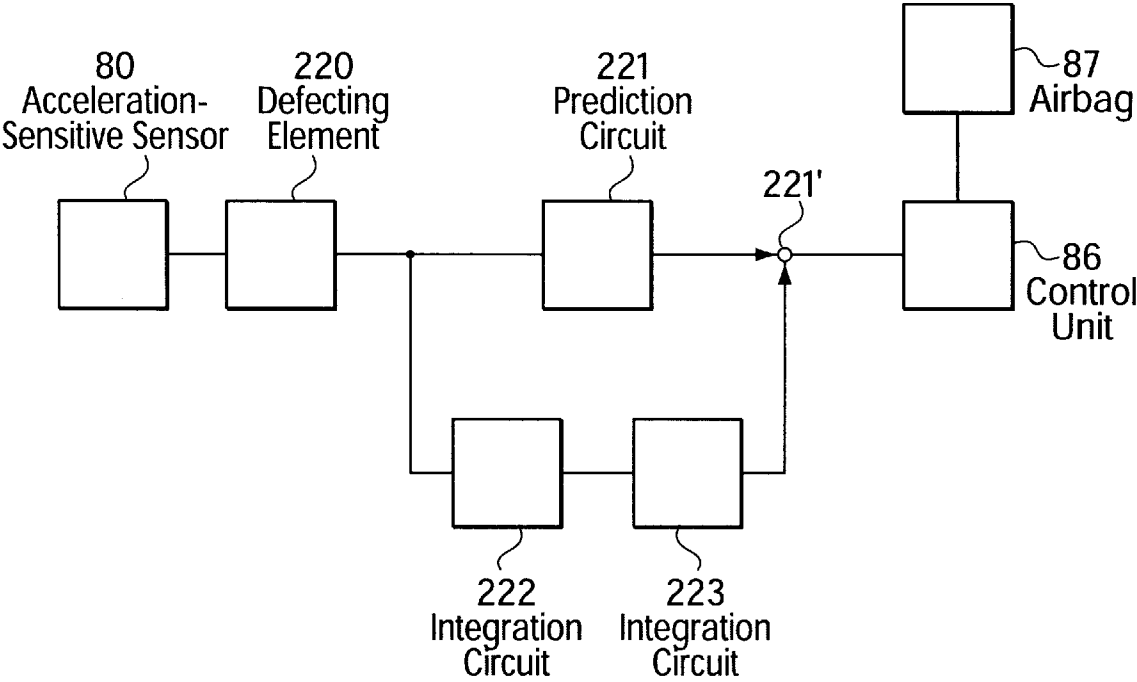 80
Acceleration-
Sensitive Sensor
220
Defecting
Element
221
Prediction
Circuit
221'
87
Airbag
86
Control
Unit
222
Integration
Circuit
223
Integration
Circuit